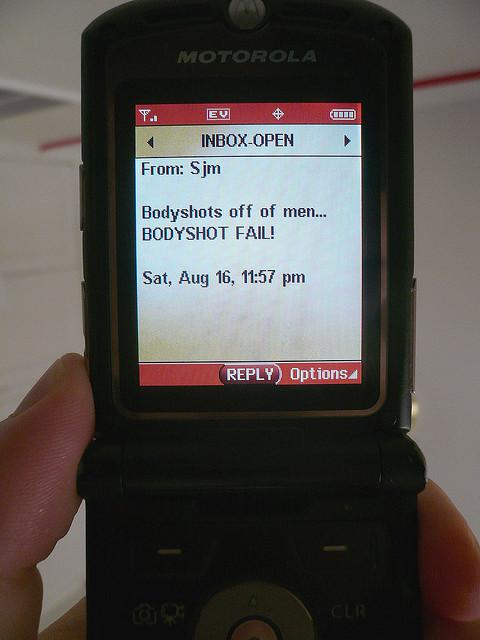 MOTOROLA
EV
INBOX-OPEN
From: Sjm
Bodyshots off of men...
BODYSHOT FAIL!
Sat, Aug 16, 11:57 pm
REPLY Options
CLR